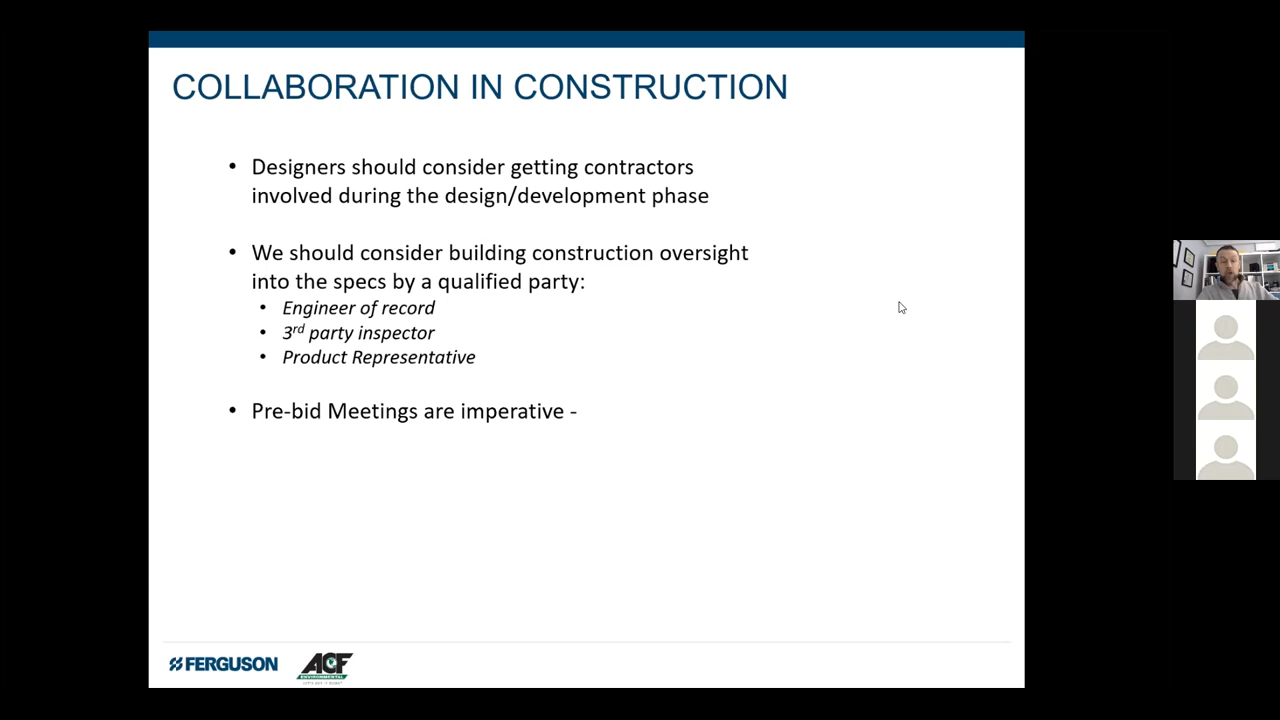 COLLABORATION IN CONSTRUCTION
• Designers should consider getting contractors
involved during the design/development phase
• We should consider building construction oversight
into the specs by a qualified party:
• Engineer of record
• 3rd party inspector
• Product Representative
• Pre-bid Meetings are imperative -
FERGUSON
ACF
ENVIRONMENTAL